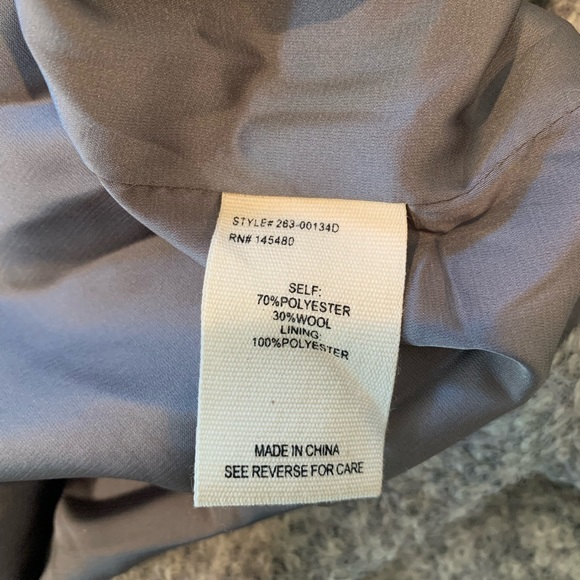 STYLE# 263-00134D
RN# 145480
SELF:
70%POLYESTER
30%WOOL
LINING:
100%POLYESTER
MADE IN CHINA
SEE REVERSE FOR CARE